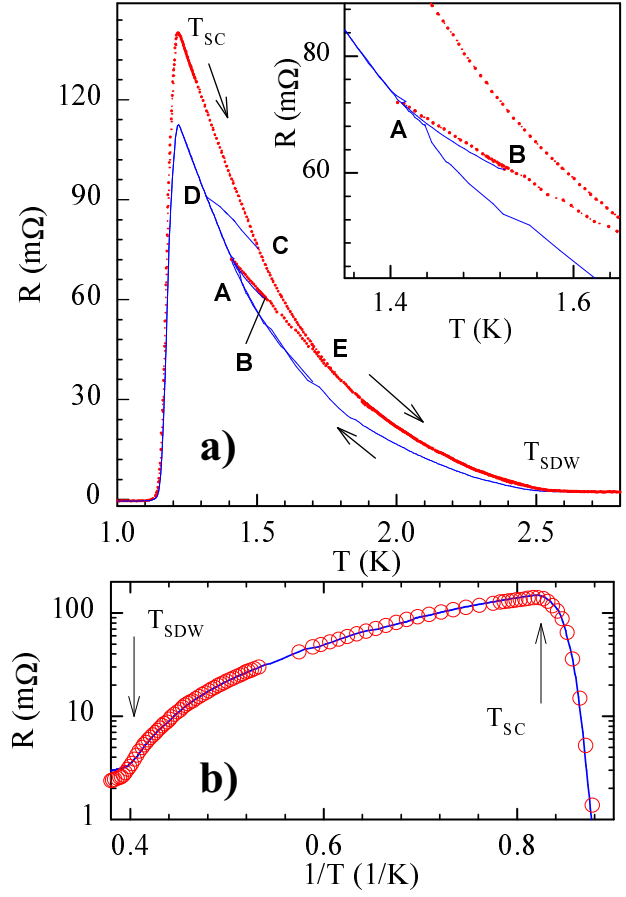 T_SC
120
90
60
30
0
R (mΩ)
D
C
A
B
E
a)
T_SDW
1.0
1.5
2.0
2.5
T (K)
80
60
R (mΩ)
A
B
1.4
1.6
T (K)
100
10
1
R (mΩ)
T_SDW
T_SC
b)
0.4
0.6
0.8
1/T (1/K)